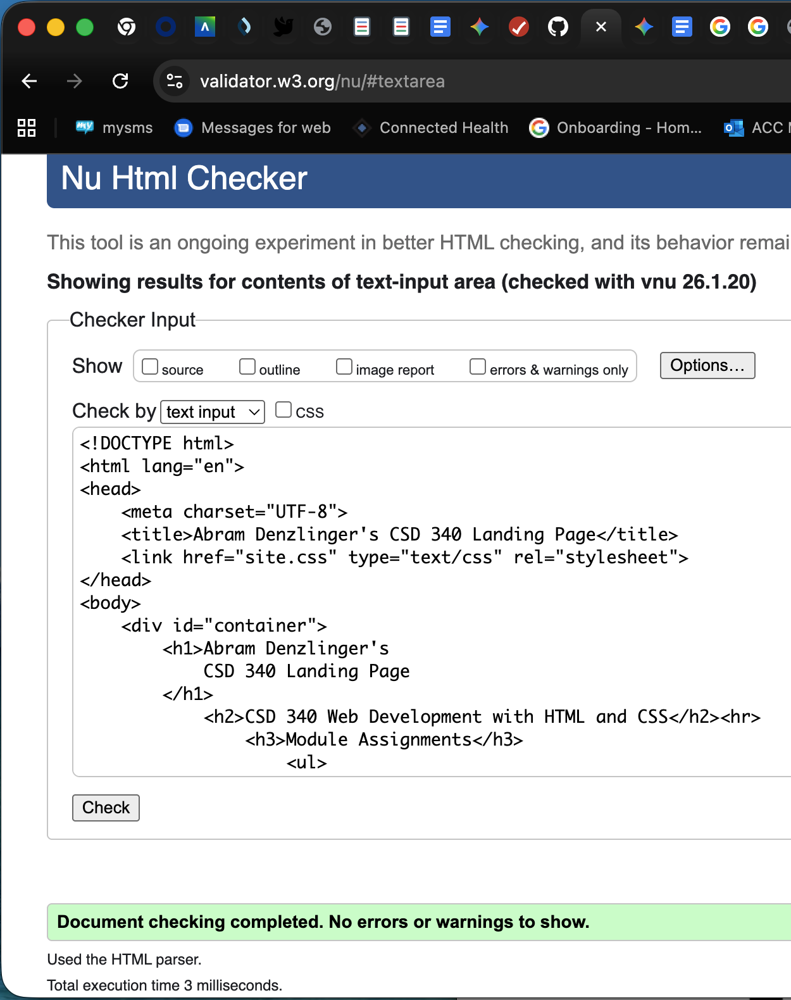 validator.w3.org/nu/#textarea
mysms Messages for web Connected Health Onboarding - Hom... ACC
Nu Html Checker
This tool is an ongoing experiment in better HTML checking, and its behavior remai
Showing results for contents of text-input area (checked with vnu 26.1.20)
Checker Input
Show source outline image report errors & warnings only Options...
Check by text input CSS
<!DOCTYPE html>
<html lang="en">
<head>
<meta charset="UTF-8">
<title>Abram Denzlinger's CSD 340 Landing Page</title>
<link href="site.css" type="text/css" rel="stylesheet">
</head>
<body>
<div id="container">
<h1>Abram Denzlinger's
CSD 340 Landing Page
</h1>
<h2>CSD 340 Web Development with HTML and CSS</h2><hr>
<h3>Module Assignments</h3>
<ul>
Check
Document checking completed. No errors or warnings to show.
Used the HTML parser.
Total execution time 3 milliseconds.